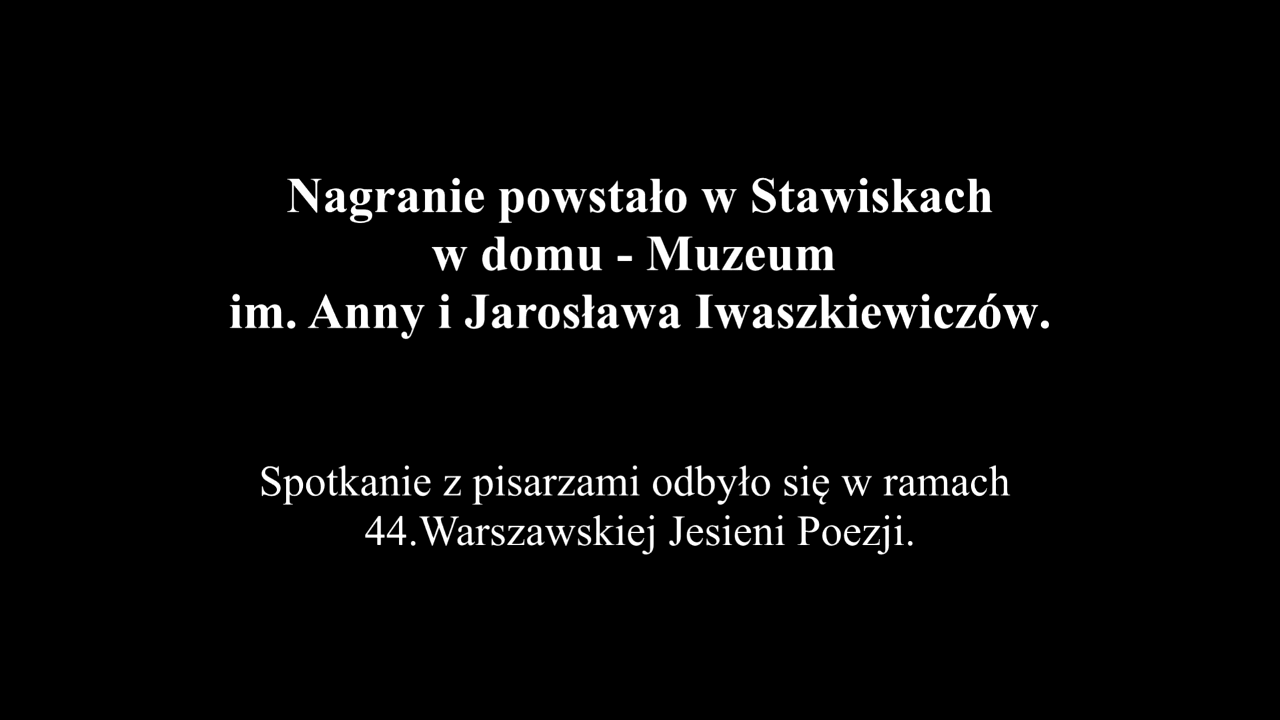 Nagranie powstało w Stawiskach
w domu - Muzeum
im. Anny i Jarosława Iwaszkiewiczów.
Spotkanie z pisarzami odbyło się w ramach
44.Warszawskiej Jesieni Poezji.